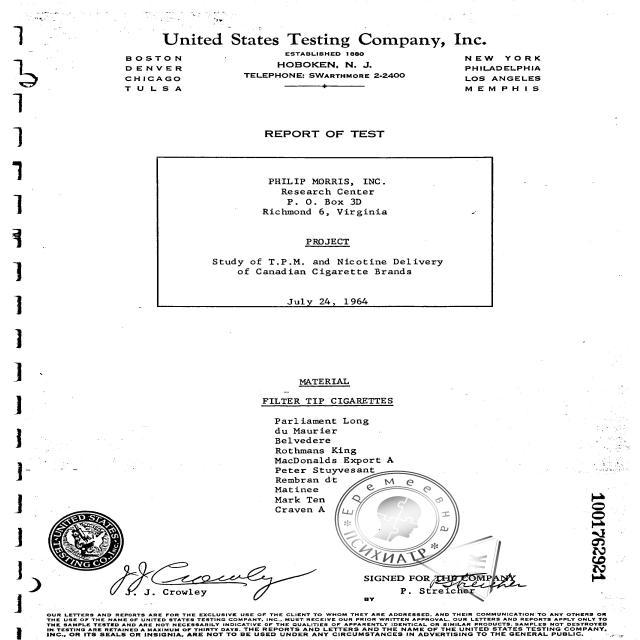 United States Testing Company, Inc.
ESTABLISHED 1880
BOSTON
DENVER
CHICAGO
TULSA
HOBOKEN, N. J.
TELEPHONE: SWARTHMORE 2-2400
NEW YORK
PHILADELPHIA
LOS ANGELES
MEMPHIS
REPORT OF TEST
PHILIP MORRIS, INC.
Research Center
P. O. Box 3D
Richmond 6, Virginia
PROJECT
Study of T.P.M. and Nicotine Delivery
of Canadian Cigarette Brands
July 24, 1964
MATERIAL
FILTER TIP CIGARETTES
Parliament Long
du Maurier
Belvedere
Rothmans King
MacDonalds Export A
Peter Stuyvesant
Rembran dt
Matinee
Mark Ten
Craven A
Еремеевна
ПСИХИАТР
UNITED STATES
TESTING CO., Inc.
1001762921
J. J. Crowley
J. J. Crowley
SIGNED FOR THE COMPANY
BY
P. Streicher
OUR LETTERS AND REPORTS ARE FOR THE EXCLUSIVE USE OF THE CLIENT TO WHOM THEY ARE ADDRESSED, AND THEIR COMMUNICATION TO ANY OTHERS OR
THE USE OF THE NAME OF UNITED STATES TESTING COMPANY, INC., MUST RECEIVE OUR PRIOR WRITTEN APPROVAL. OUR LETTERS AND REPORTS APPLY ONLY TO
THE SAMPLE TESTED AND ARE NOT NECESSARILY INDICATIVE OF THE QUALITIES OF APPARENTLY IDENTICAL OR SIMILAR PRODUCTS. SAMPLES NOT DESTROYED
IN TESTING ARE RETAINED A MAXIMUM OF THIRTY DAYS. THE REPORTS AND LETTERS AND THE NAME OF THE UNITED STATES TESTING COMPANY,
INC., OR ITS SEALS OR INSIGNIA, ARE NOT TO BE USED UNDER ANY CIRCUMSTANCES IN ADVERTISING TO THE GENERAL PUBLIC.